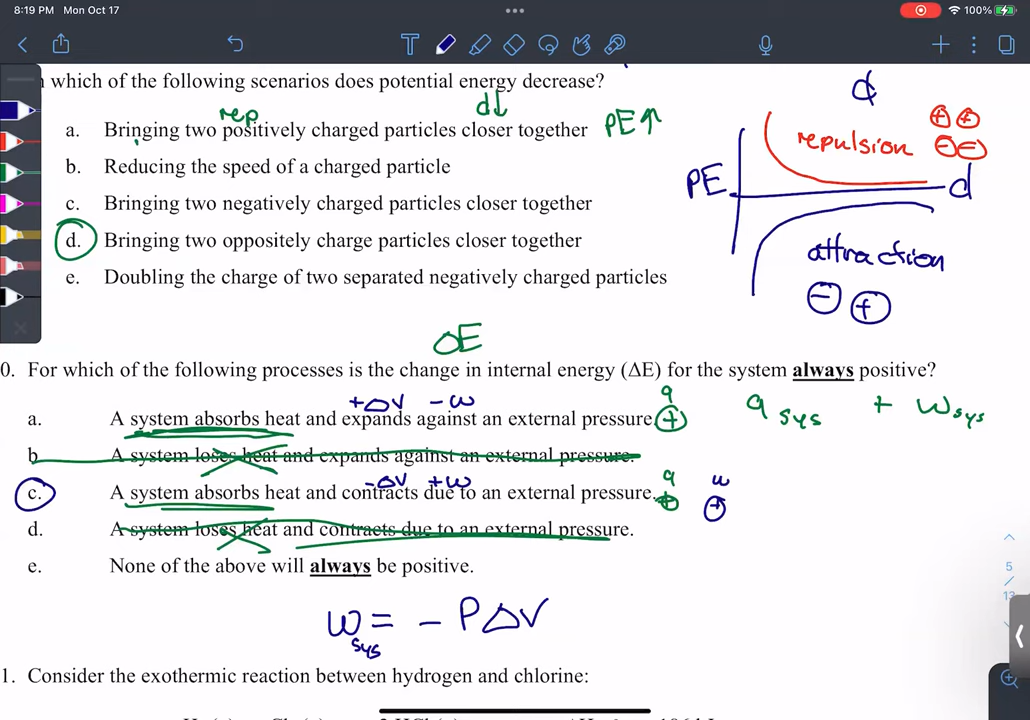 8:19 PM Mon Oct 17
100%
which of the following scenarios does potential energy decrease?
rep
d↓
a. Bringing two positively charged particles closer together PE↑
b. Reducing the speed of a charged particle
c. Bringing two negatively charged particles closer together
d. Bringing two oppositely charge particles closer together
e. Doubling the charge of two separated negatively charged particles
repulsion + +
- -
PE d
attraction
- +
ΔE
0. For which of the following processes is the change in internal energy (ΔE) for the system always positive?
+ΔV -w q
a. A system absorbs heat and expands against an external pressure. + q sys + w sys
b. A system loses heat and expands against an external pressure.
-ΔV +w q w
c. A system absorbs heat and contracts due to an external pressure. + +
d. A system loses heat and contracts due to an external pressure.
e. None of the above will always be positive.
w sys = - PΔV
1. Consider the exothermic reaction between hydrogen and chlorine:
5
/